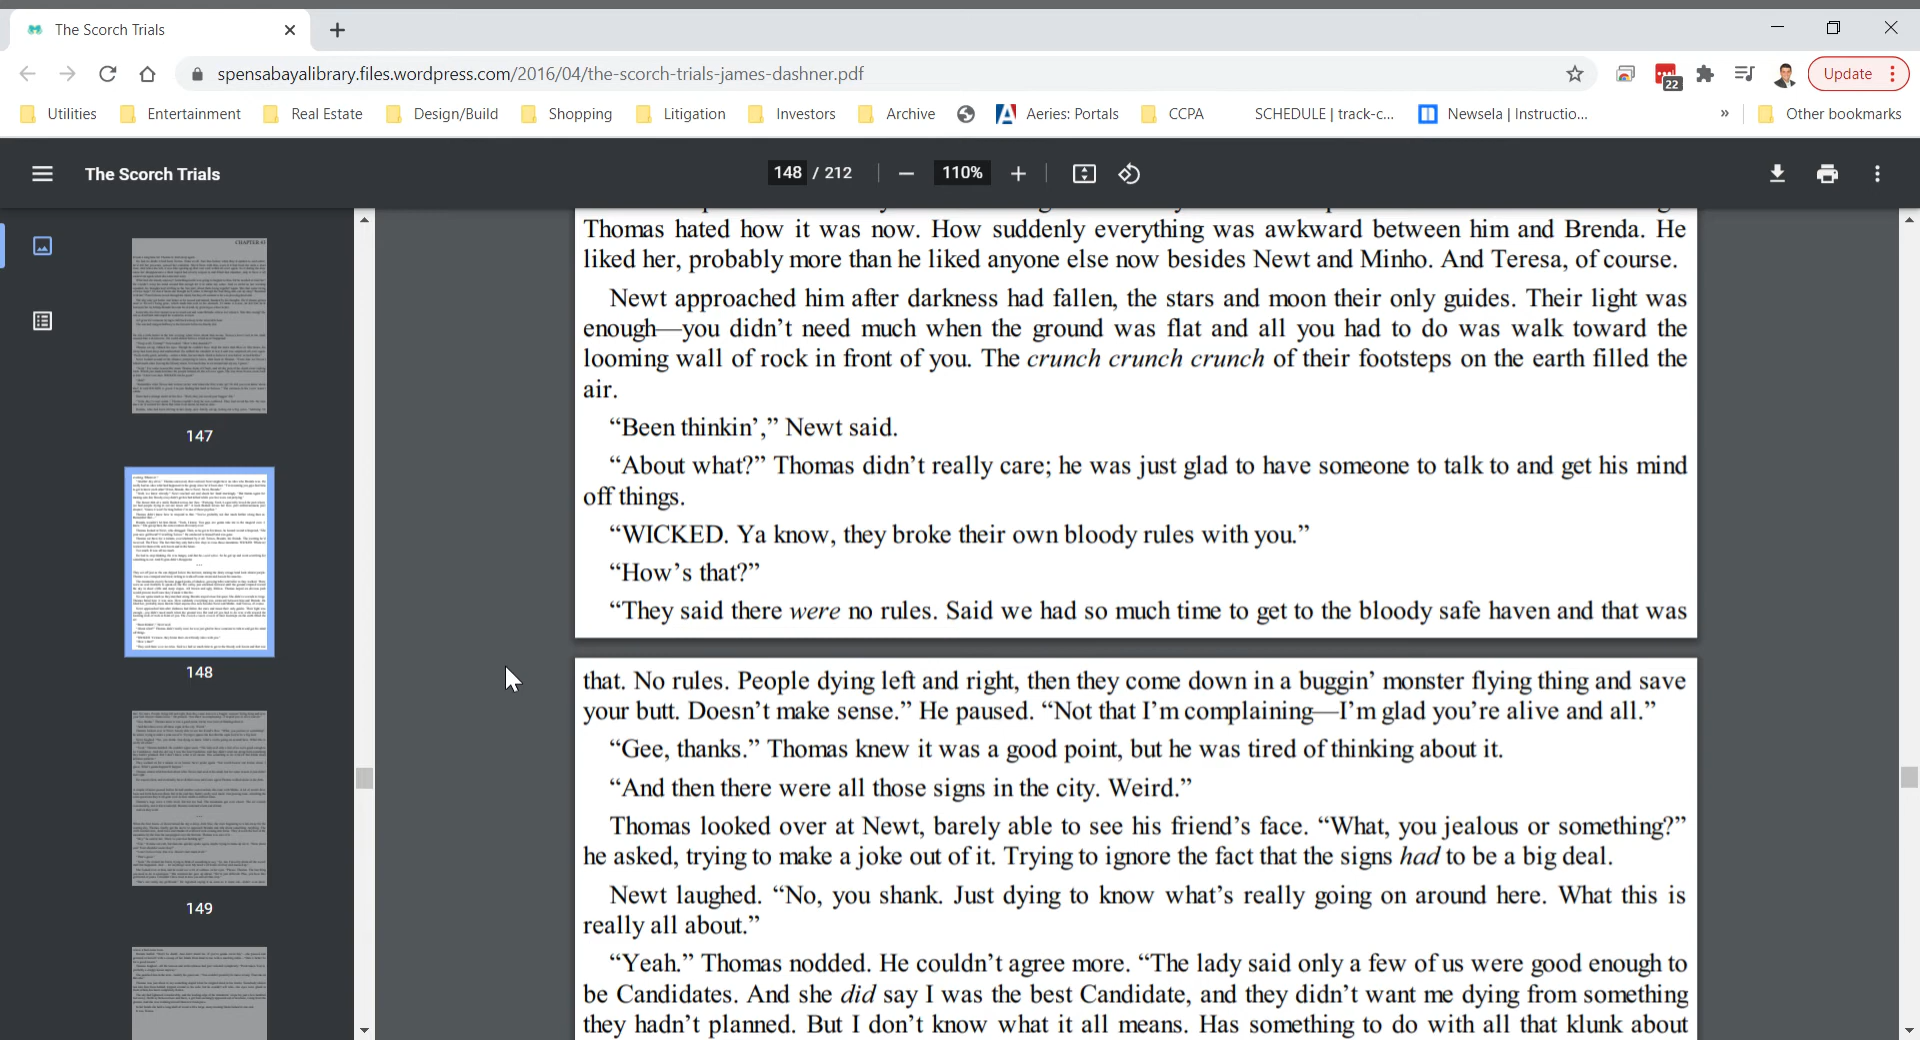 The Scorch Trials
spensabayalibrary.files.wordpress.com/2016/04/the-scorch-trials-james-dashner.pdf
22
Update
Utilities
Entertainment
Real Estate
Design/Build
Shopping
Litigation
Investors
Archive
Aeries: Portals
CCPA
SCHEDULE | track-c...
Newsela | Instructio...
»
Other bookmarks
The Scorch Trials
148 / 212
110%
CHAPTER 43
147
148
149
Thomas hated how it was now. How suddenly everything was awkward between him and Brenda. He
liked her, probably more than he liked anyone else now besides Newt and Minho. And Teresa, of course.
Newt approached him after darkness had fallen, the stars and moon their only guides. Their light was
enough—you didn’t need much when the ground was flat and all you had to do was walk toward the
looming wall of rock in front of you. The crunch crunch crunch of their footsteps on the earth filled the
air.
“Been thinkin’,” Newt said.
“About what?” Thomas didn’t really care; he was just glad to have someone to talk to and get his mind
off things.
“WICKED. Ya know, they broke their own bloody rules with you.”
“How’s that?”
“They said there were no rules. Said we had so much time to get to the bloody safe haven and that was
that. No rules. People dying left and right, then they come down in a buggin’ monster flying thing and save
your butt. Doesn’t make sense.” He paused. “Not that I’m complaining—I’m glad you’re alive and all.”
“Gee, thanks.” Thomas knew it was a good point, but he was tired of thinking about it.
“And then there were all those signs in the city. Weird.”
Thomas looked over at Newt, barely able to see his friend’s face. “What, you jealous or something?”
he asked, trying to make a joke out of it. Trying to ignore the fact that the signs had to be a big deal.
Newt laughed. “No, you shank. Just dying to know what’s really going on around here. What this is
really all about.”
“Yeah.” Thomas nodded. He couldn’t agree more. “The lady said only a few of us were good enough to
be Candidates. And she did say I was the best Candidate, and they didn’t want me dying from something
they hadn’t planned. But I don’t know what it all means. Has something to do with all that klunk about